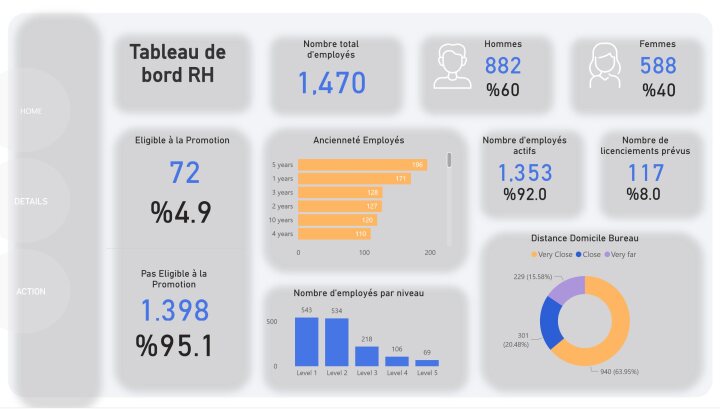 HOME
DETAILS
ACTION
Tableau de
bord RH
Nombre total
d'employés
1,470
Hommes
882
%60
Femmes
588
%40
Eligible à la Promotion
72
%4.9
Pas Eligible à la
Promotion
1.398
%95.1
Ancienneté Employés
5 years 196
1 years 171
3 years 128
2 years 127
10 years 120
4 years 110
0 100 200
Nombre d'employés
actifs
1,353
%92.0
Nombre de
licenciements prévus
117
%8.0
Nombre d'employés par niveau
500
0
543
534
218
106
69
Level 1 Level 2 Level 3 Level 4 Level 5
Distance Domicile Bureau
Very Close Close Very far
229 (15.58%)
301
(20.48%)
940 (63.95%)